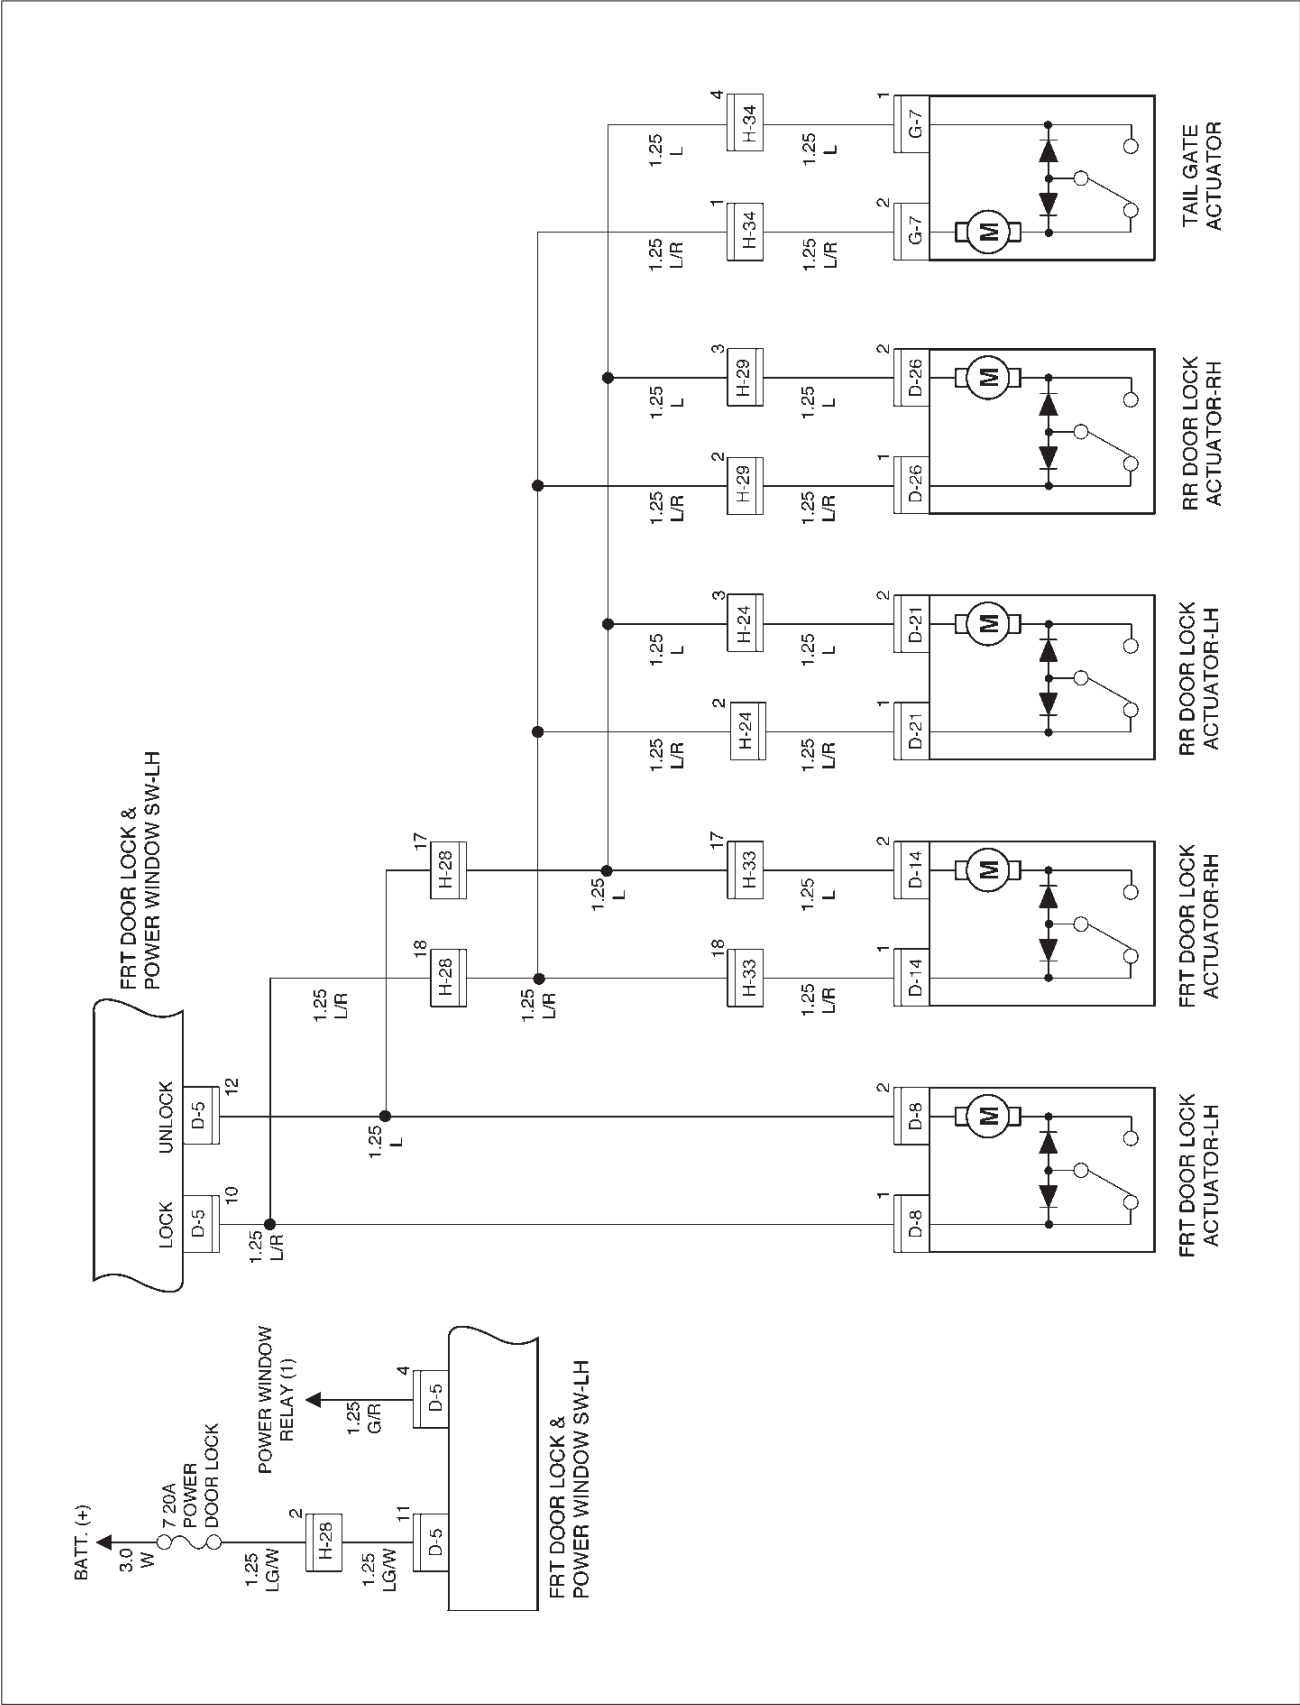 BATT. (+)
3.0
W
7 20A
POWER
DOOR LOCK
1.25
LG/W
2
H-28
1.25
LG/W
11
D-5
POWER WINDOW
RELAY (1)
1.25
G/R
4
D-5
FRT DOOR LOCK &
POWER WINDOW SW-LH
FRT DOOR LOCK &
POWER WINDOW SW-LH
LOCK
UNLOCK
D-5
10
D-5
12
1.25
L/R
1.25
L
1.25
L/R
18
H-28
17
H-28
1.25
L/R
1.25
L
18
H-33
17
H-33
2
H-24
3
H-24
2
H-29
3
H-29
1
H-34
4
H-34
1.25
L/R
1.25
L
1.25
L/R
1.25
L
1.25
L/R
1.25
L
1.25
L/R
1.25
L
1.25
L/R
1.25
L
1.25
L/R
1.25
L
1.25
L/R
1.25
L
1
D-8
2
D-8
1
D-14
2
D-14
1
D-21
2
D-21
1
D-26
2
D-26
2
G-7
1
G-7
M
M
M
M
M
FRT DOOR LOCK
ACTUATOR-LH
FRT DOOR LOCK
ACTUATOR-RH
RR DOOR LOCK
ACTUATOR-LH
RR DOOR LOCK
ACTUATOR-RH
TAIL GATE
ACTUATOR